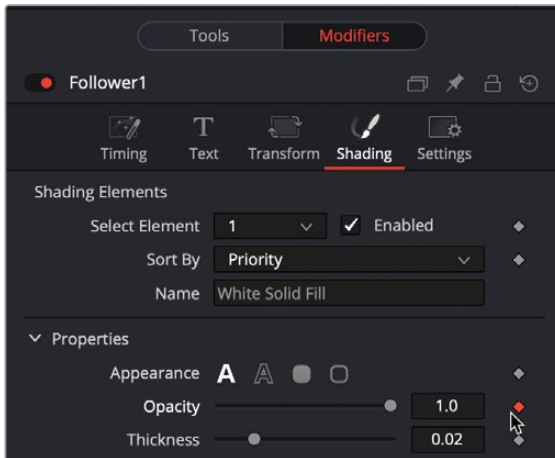 Tools Modifiers
Follower1
Timing Text Transform Shading Settings
Shading Elements
Select Element 1 Enabled
Sort By Priority
Name White Solid Fill
Properties
Appearance A A
Opacity 1.0
Thickness 0.02